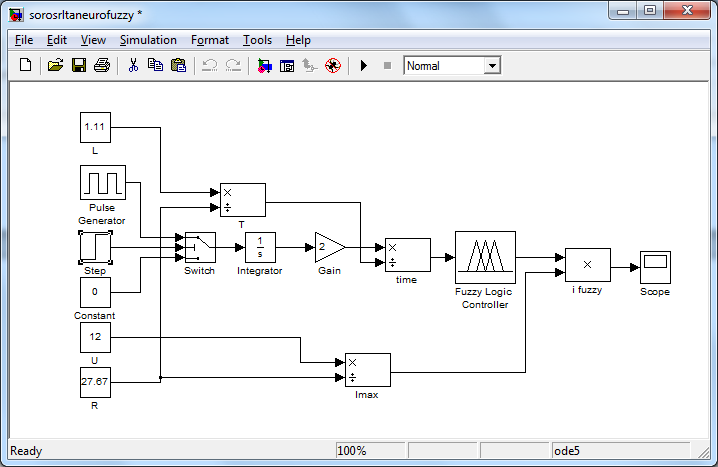 sorosrltaneurofuzzy *
File Edit View Simulation Format Tools Help
Normal
1.11
L
Pulse
Generator
×
÷
T
Step
Switch
1
s
Integrator
2
Gain
×
÷
time
Fuzzy Logic
Controller
×
i fuzzy
Scope
0
Constant
12
U
27.67
R
×
÷
Imax
Ready 100% ode5